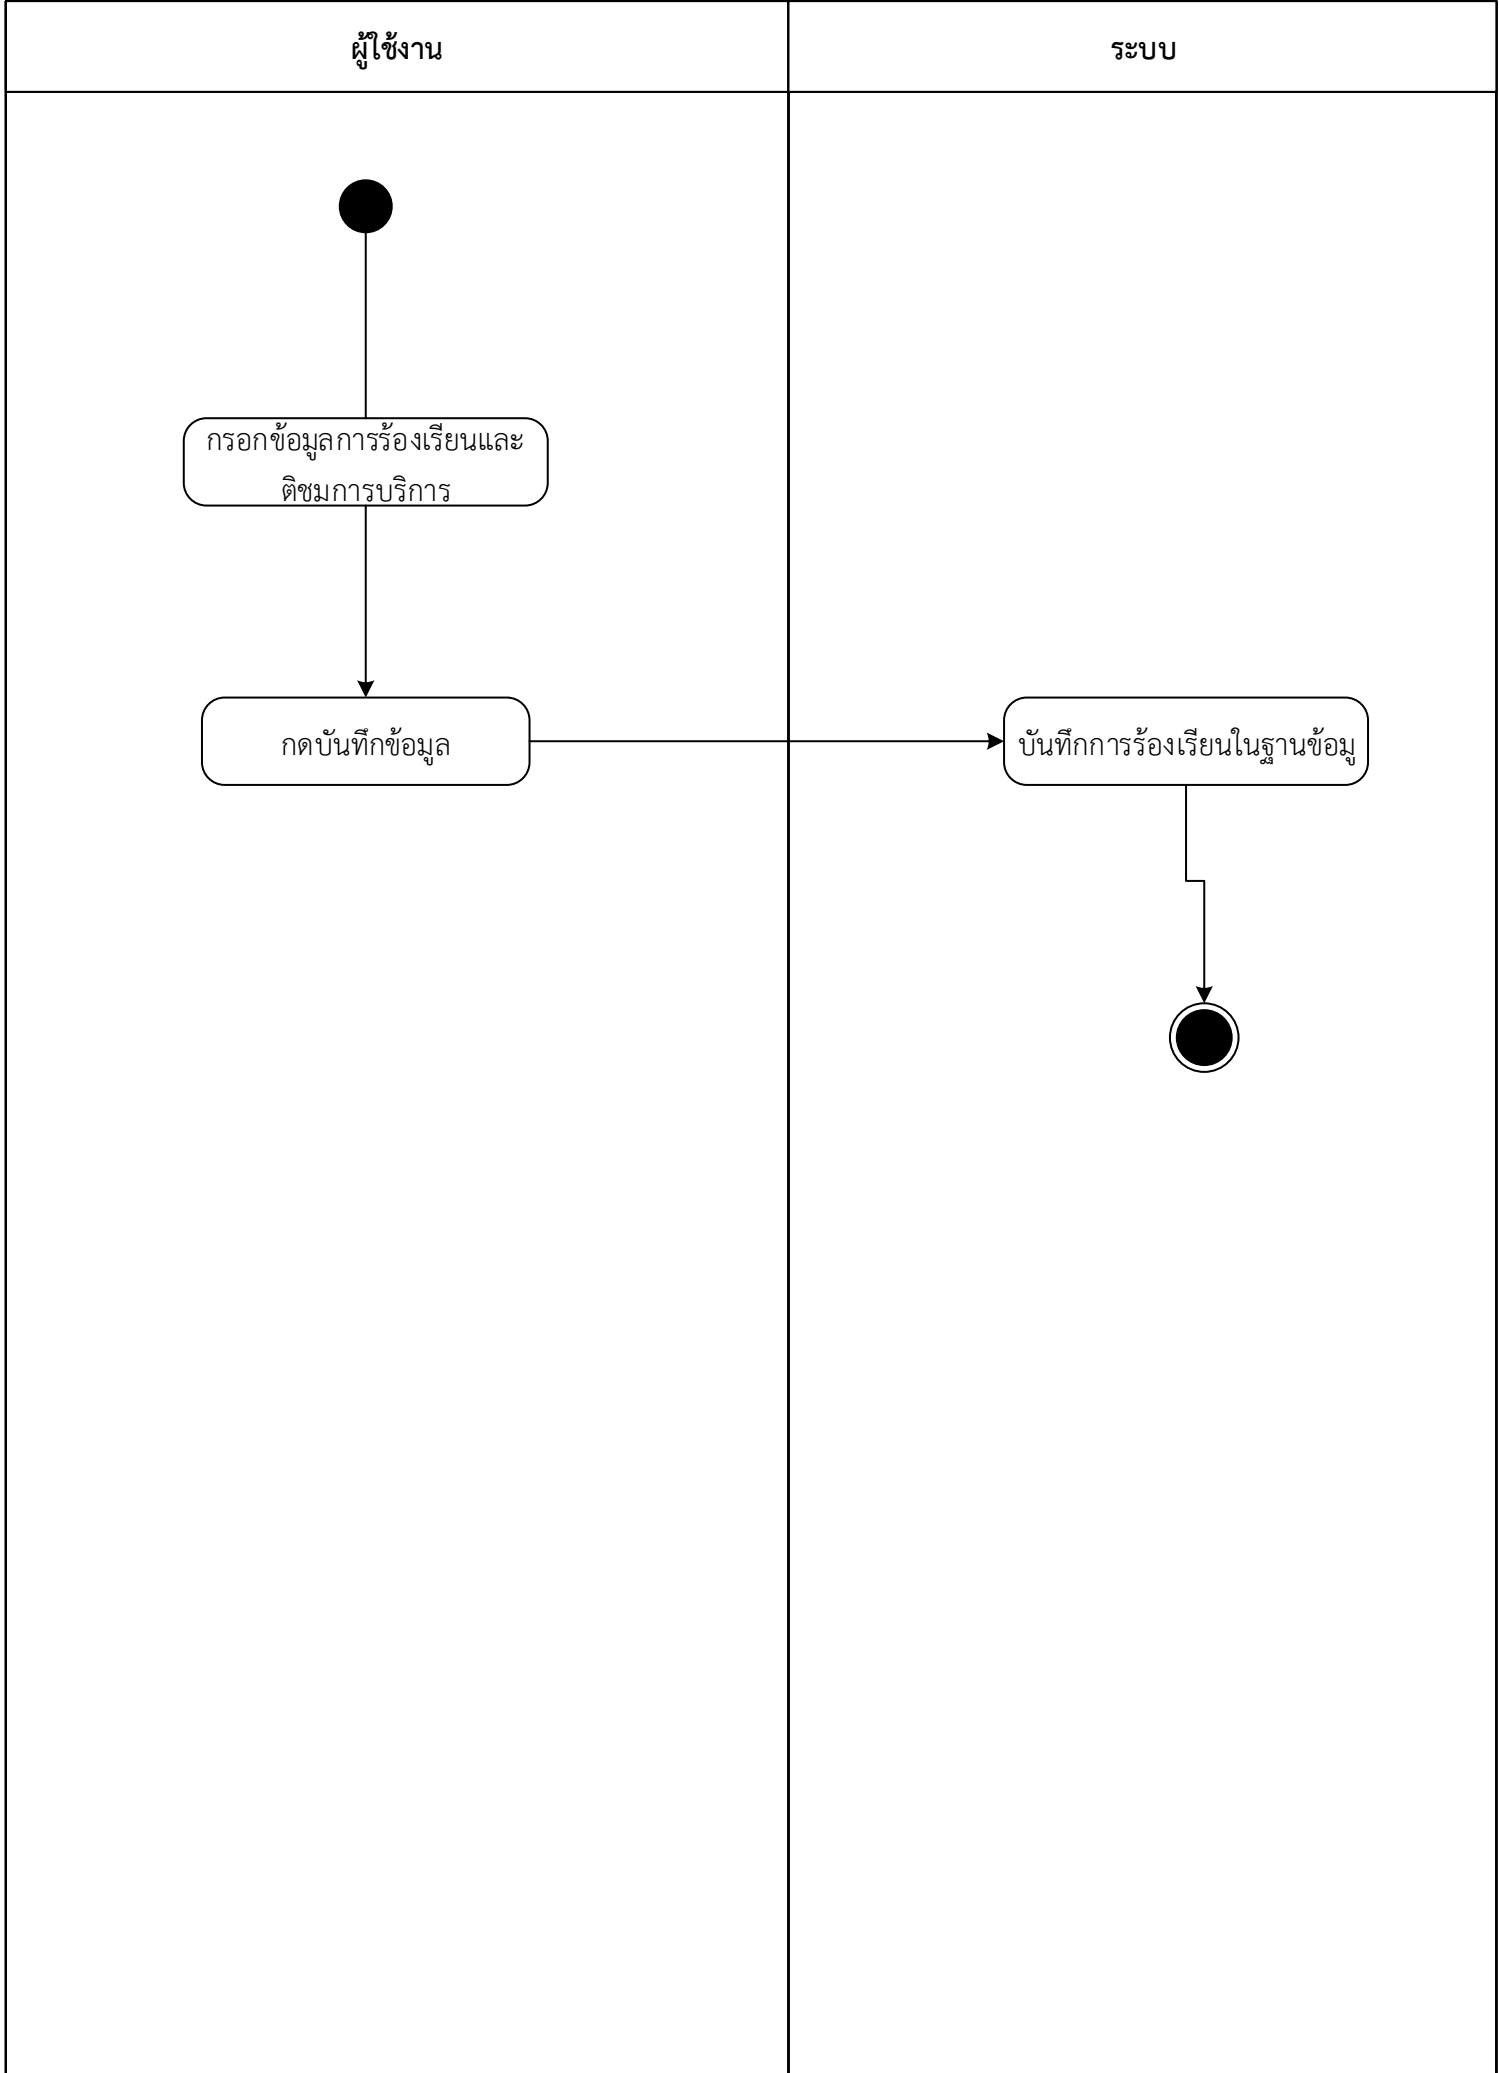 ผู้ใช้งาน
ระบบ
กรอกข้อมูลการร้องเรียนและ
ติชมการบริการ
กดบันทึกข้อมูล
บันทึกการร้องเรียนในฐานข้อมู